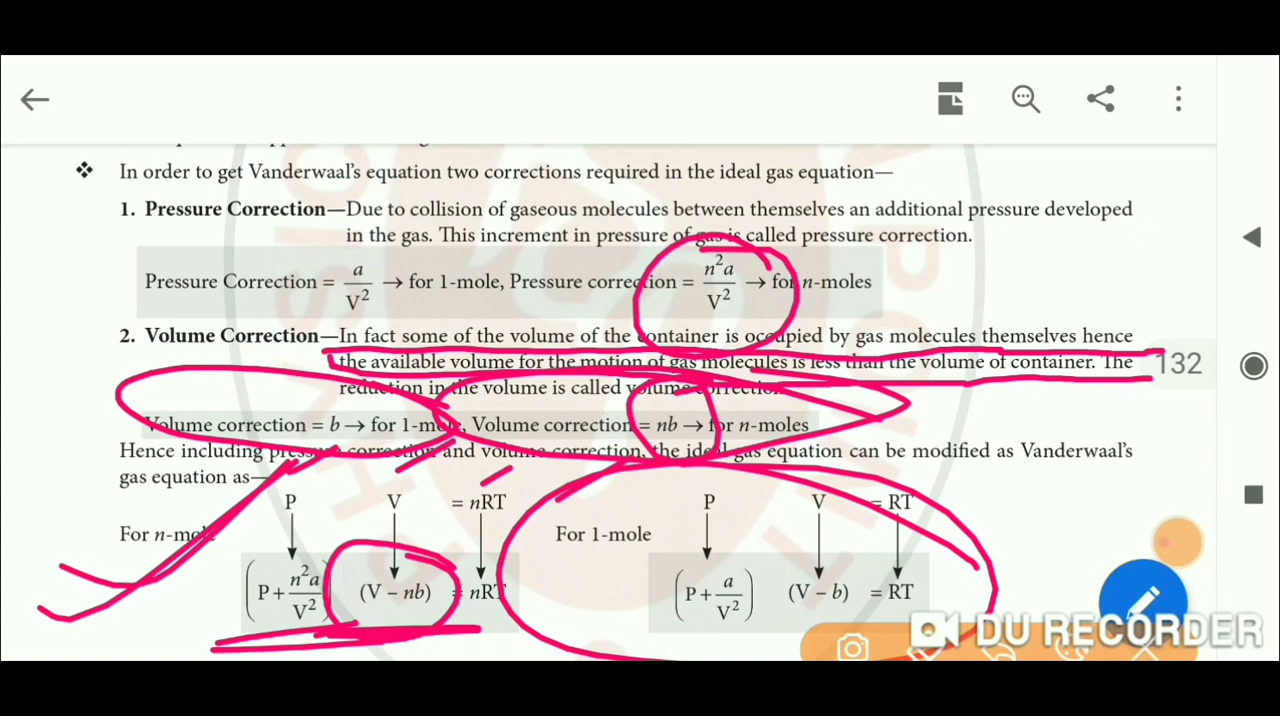 ❖ In order to get Vanderwaal's equation two corrections required in the ideal gas equation—
1. Pressure Correction—Due to collision of gaseous molecules between themselves an additional pressure developed
in the gas. This increment in pressure of gas is called pressure correction.
Pressure Correction = a/V² → for 1-mole, Pressure correction = n²a/V² → for n-moles
2. Volume Correction—In fact some of the volume of the container is occupied by gas molecules themselves hence
the available volume for the motion of gas molecules is less than the volume of container. The
132
reduction in the volume is called volume correction
Volume correction = b → for 1-mole, Volume correction = nb → for n-moles
Hence including pressure correction and volume correction, the ideal gas equation can be modified as Vanderwaal's
gas equation as—
P V = nRT P V = RT
For n-mole For 1-mole
(P + n²a/V²) (V – nb) = nRT (P + a/V²) (V – b) = RT
DU RECORDER